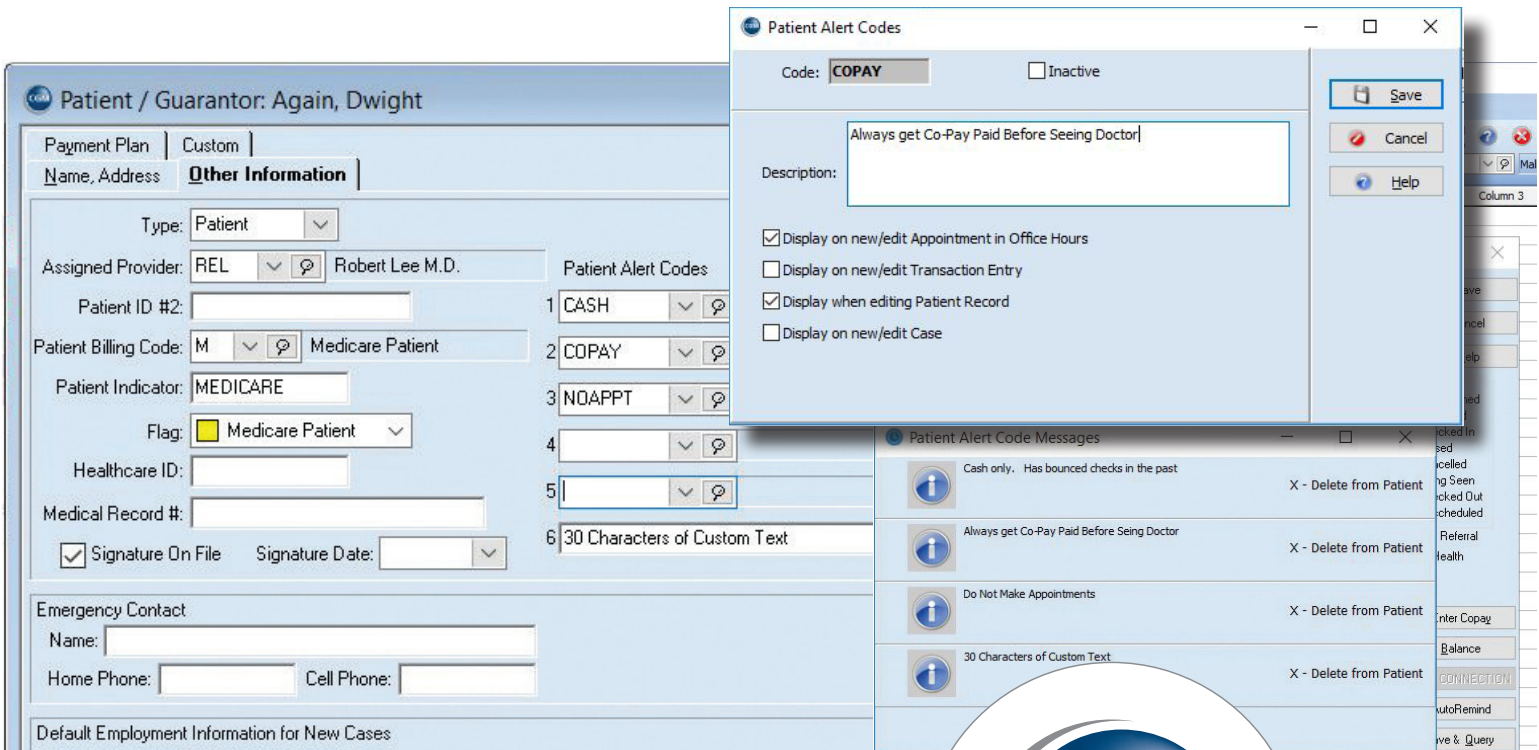 Patient Alert Codes
Code: COPAY
Inactive
Save
Description: Always get Co-Pay Paid Before Seeing Doctor
Cancel
Help
Display on new/edit Appointment in Office Hours
Display on new/edit Transaction Entry
Display when editing Patient Record
Display on new/edit Case
Patient / Guarantor: Again, Dwight
Payment Plan Custom
Name, Address Other Information
Type: Patient
Assigned Provider: REL Robert Lee M.D.
Patient ID #2:
Patient Billing Code: M Medicare Patient
Patient Indicator: MEDICARE
Flag: Medicare Patient
Healthcare ID:
Medical Record #:
Signature On File Signature Date:
Patient Alert Codes
1 CASH
2 COPAY
3 NOAPPT
4
5
6 30 Characters of Custom Text
Emergency Contact
Name:
Home Phone: Cell Phone:
Default Employment Information for New Cases
Patient Alert Code Messages
Cash only. Has bounced checks in the past
X - Delete from Patient
Always get Co-Pay Paid Before Seing Doctor
X - Delete from Patient
Do Not Make Appointments
X - Delete from Patient
30 Characters of Custom Text
X - Delete from Patient
Column 3
Referral
Balance